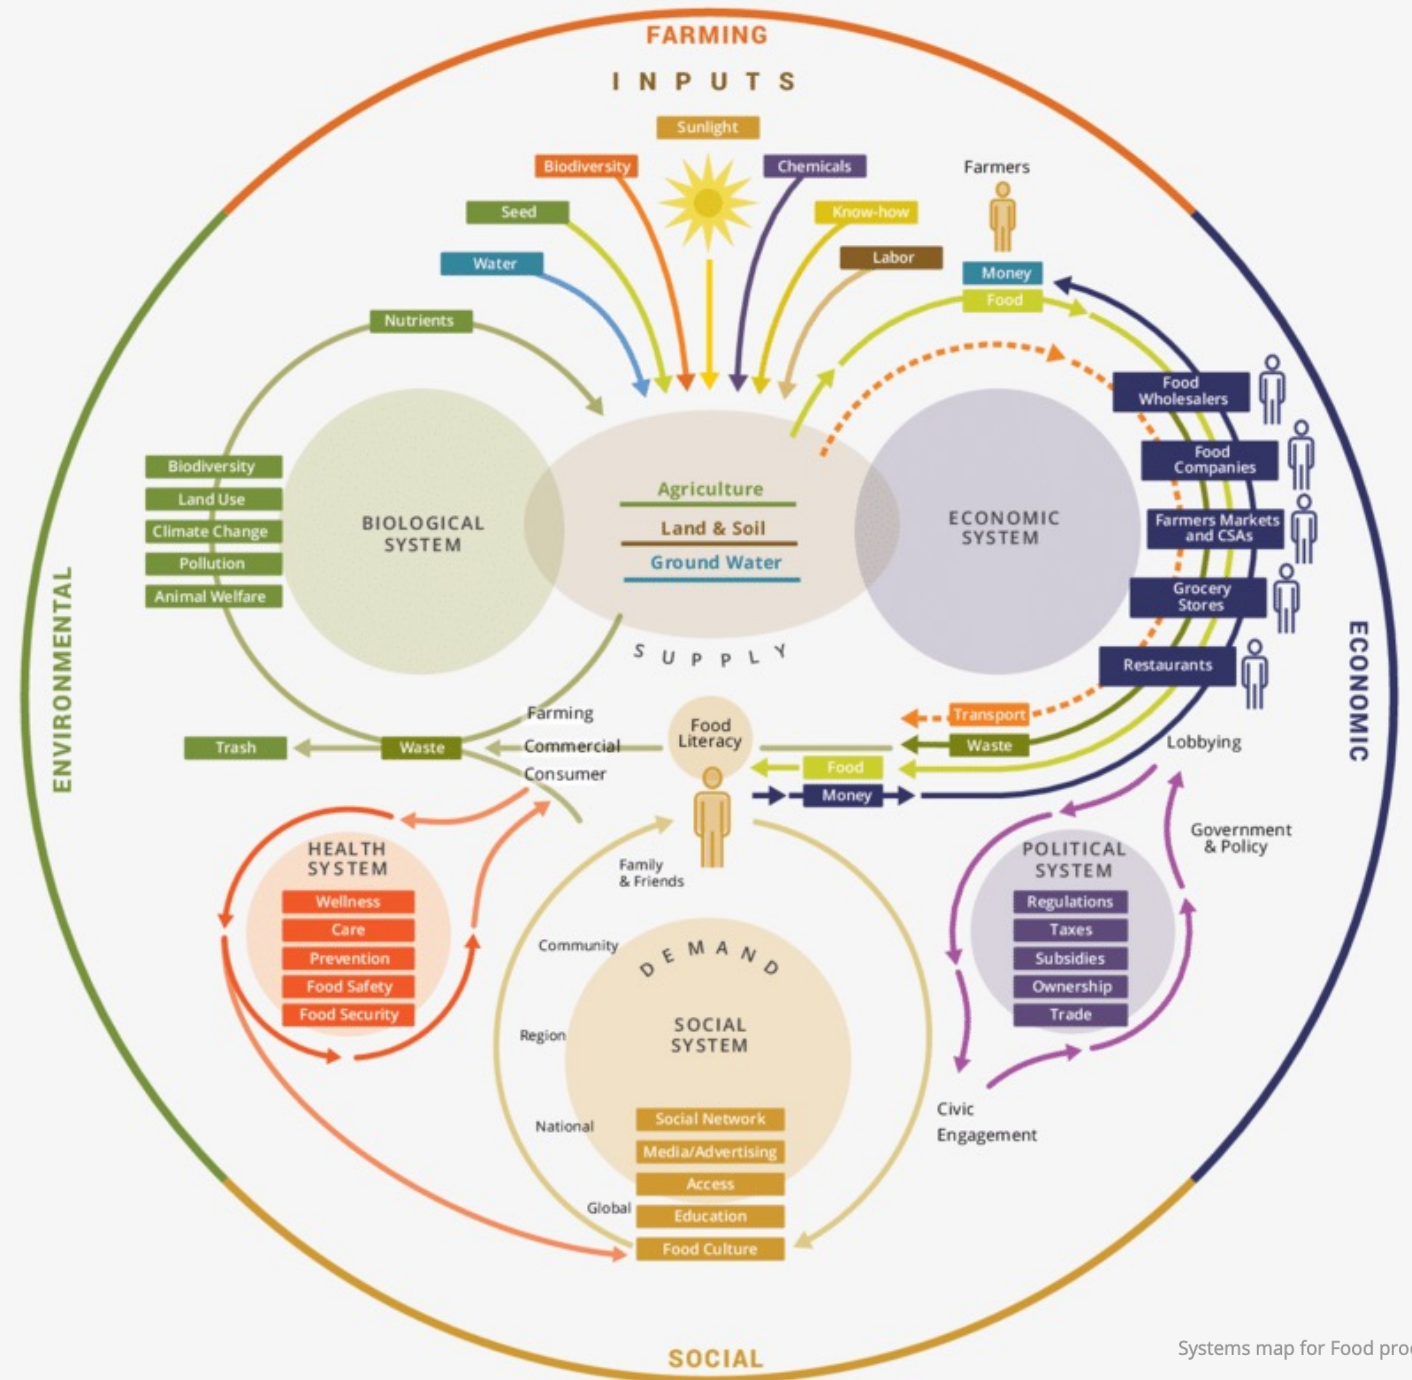 FARMING
INPUTS
Sunlight
Biodiversity
Chemicals
Farmers
Seed
Know-how
Water
Labor
Money
Food
Nutrients
Food
Wholesalers
Food
Companies
Farmers Markets
and CSAs
Grocery
Stores
Restaurants
Biodiversity
Land Use
Climate Change
Pollution
Animal Welfare
BIOLOGICAL
SYSTEM
Agriculture
Land & Soil
Ground Water
ECONOMIC
SYSTEM
SUPPLY
ENVIRONMENTAL
ECONOMIC
Farming
Commercial
Consumer
Trash
Waste
Food
Literacy
Transport
Waste
Food
Money
Lobbying
Government
& Policy
HEALTH
SYSTEM
Wellness
Care
Prevention
Food Safety
Food Security
Family
& Friends
Community
Region
National
Global
DEMAND
SOCIAL
SYSTEM
Social Network
Media/Advertising
Access
Education
Food Culture
POLITICAL
SYSTEM
Regulations
Taxes
Subsidies
Ownership
Trade
Civic
Engagement
SOCIAL
Systems map for Food